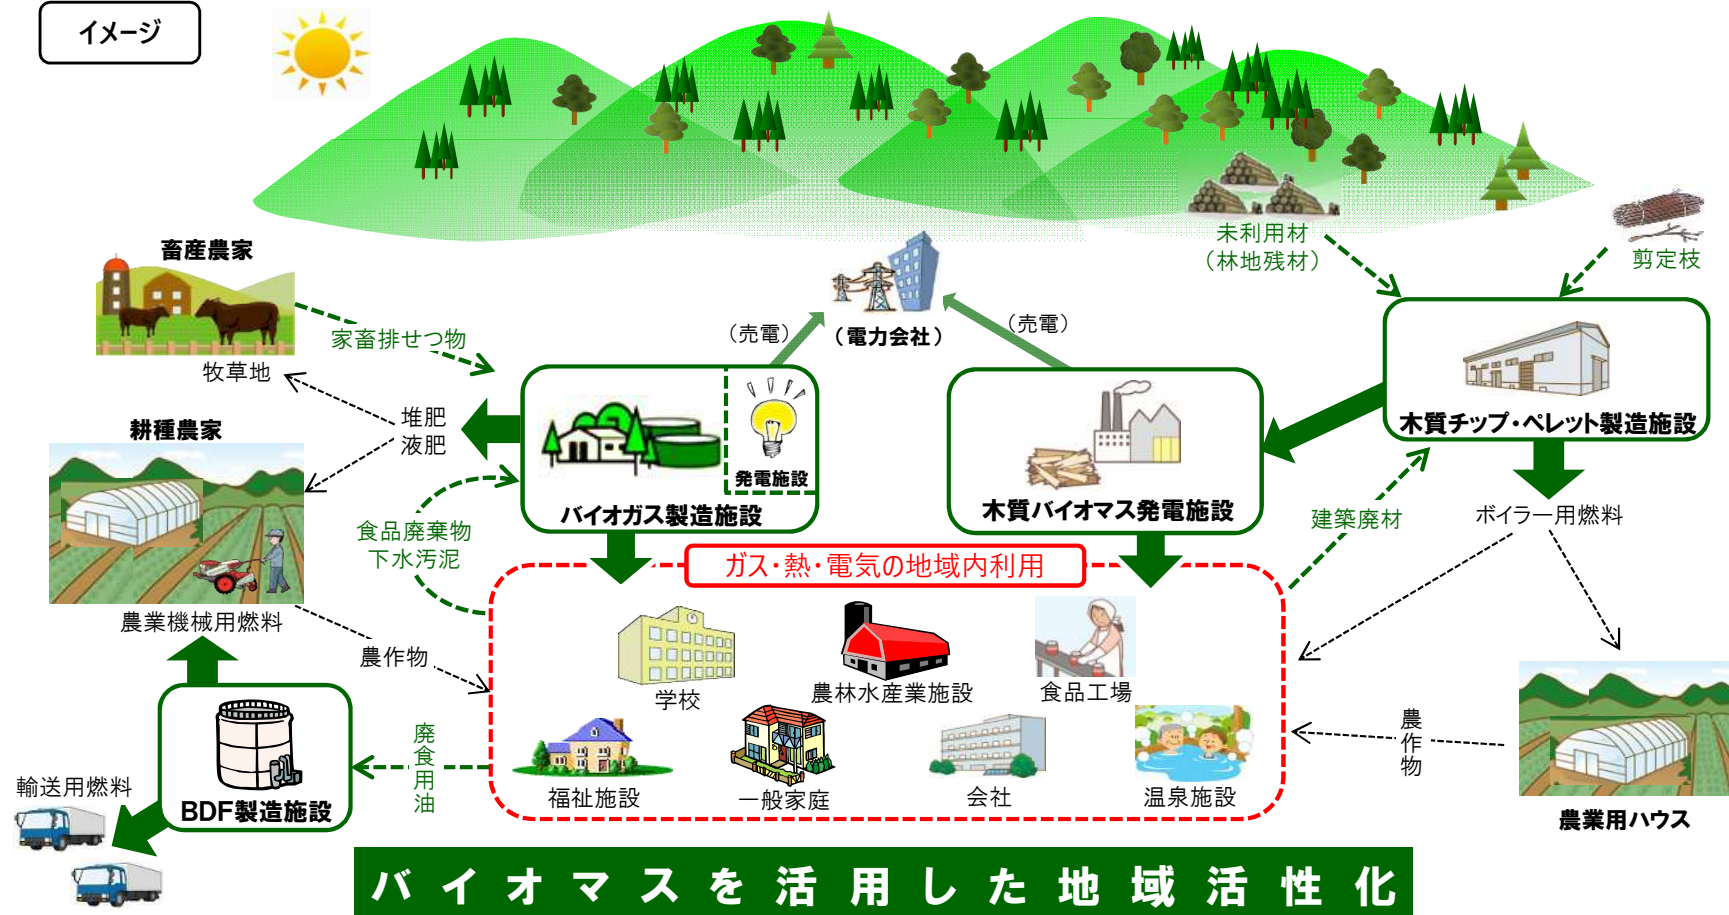 イメージ
未利用材
（林地残材）
剪定枝
畜産農家
家畜排せつ物
牧草地
（売電）
（電力会社）
（売電）
堆肥
液肥
耕種農家
発電施設
バイオガス製造施設
木質バイオマス発電施設
木質チップ・ペレット製造施設
食品廃棄物
下水汚泥
建築廃材
ボイラー用燃料
ガス・熱・電気の地域内利用
農業機械用燃料
農作物
学校
農林水産業施設
食品工場
福祉施設
一般家庭
会社
温泉施設
廃食用油
農作物
輸送用燃料
BDF製造施設
農業用ハウス
バイオマスを活用した地域活性化